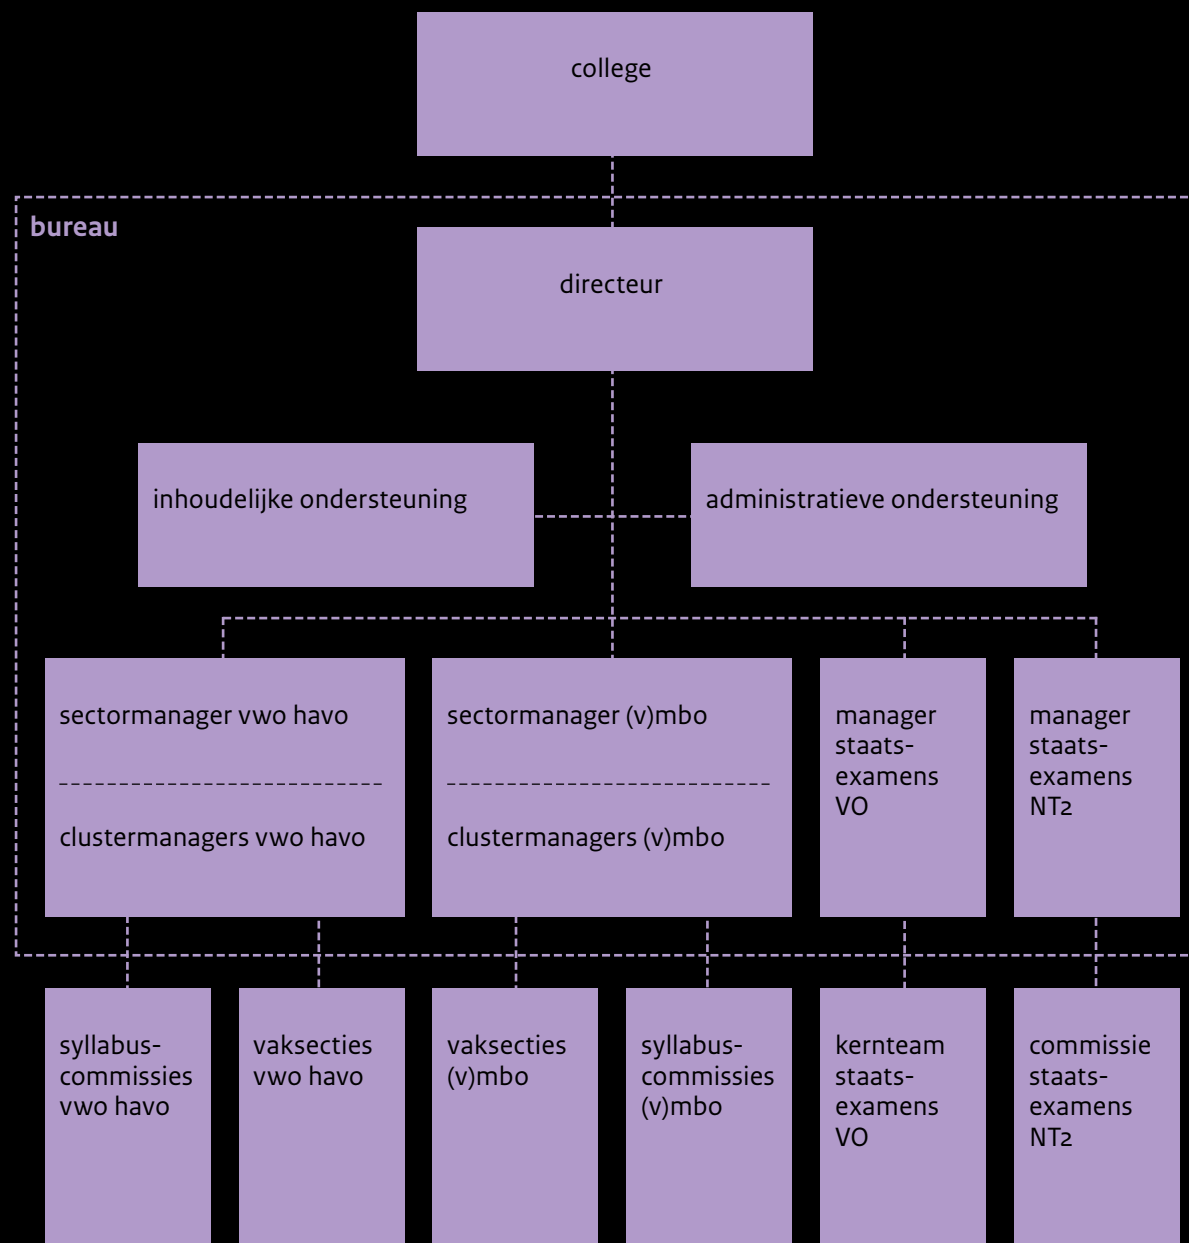 college
bureau
directeur
inhoudelijke ondersteuning
administratieve ondersteuning
sectormanager vwo havo
clustermanagers vwo havo
sectormanager (v)mbo
clustermanagers (v)mbo
manager
staats-
examens
VO
manager
staats-
examens
NT2
syllabus-
commissies
vwo havo
vaksecties
vwo havo
vaksecties
(v)mbo
syllabus-
commissies
(v)mbo
kernteam
staats-
examens
VO
commissie
staats-
examens
NT2